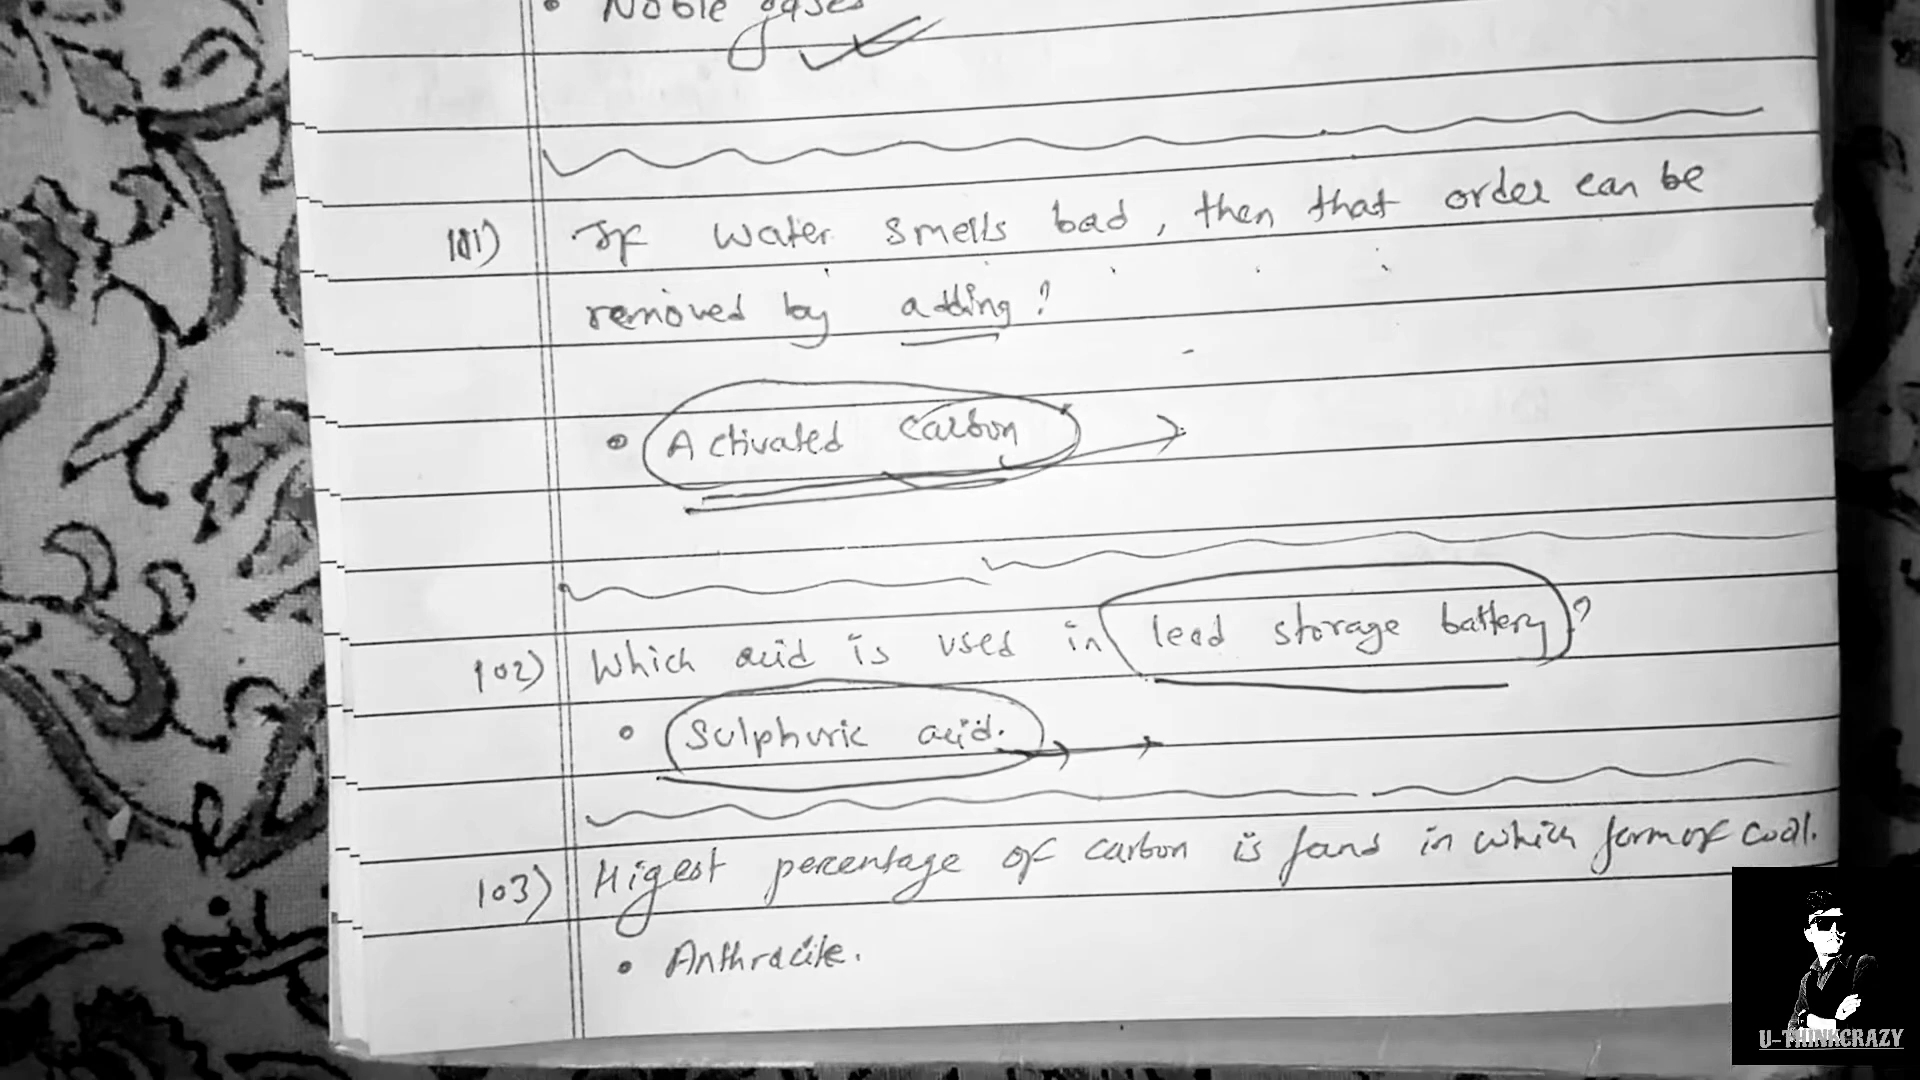 • Noble gases
101) If water smells bad, then that order can be
removed by adding?
• Activated carbon
102) Which acid is used in lead storage battery?
• Sulphuric acid.
103) Higest percentage of carbon is fond in which form of coal.
• Anthracite.
U-THINKCRAZY